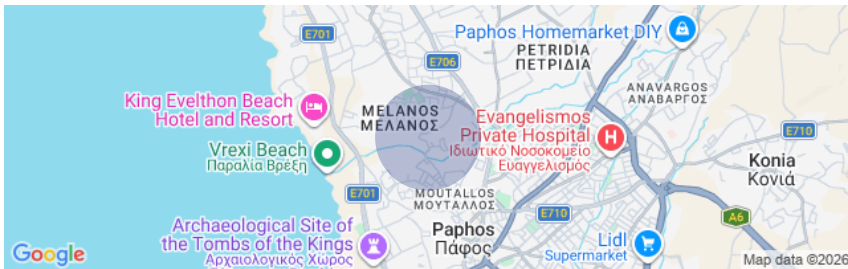 E701
Paphos Homemarket DIY
PETRIDIA
ΠΕΤΡΙΔΙΑ
E706
ANAVARGOS
ΑΝΑΒΑΡΓΟΣ
King Evelthon Beach
Hotel and Resort
MELANOS
ΜΕΛΑΝΟΣ
Evangelismos
Private Hospital
Ιδιωτικό Νοσοκομείο
Ευαγγελισμός
H
E710
Vrexi Beach
Παραλία Βρέξη
Konia
Κονιά
E701
MOUTALLOS
ΜΟΥΤΑΛΛΟΣ
E710
A6
Archaeological Site of
the Tombs of the Kings
Αρχαιολογικός Χώρος
Paphos
Πάφος
Lidl
Supermarket
Google
Map data ©2026